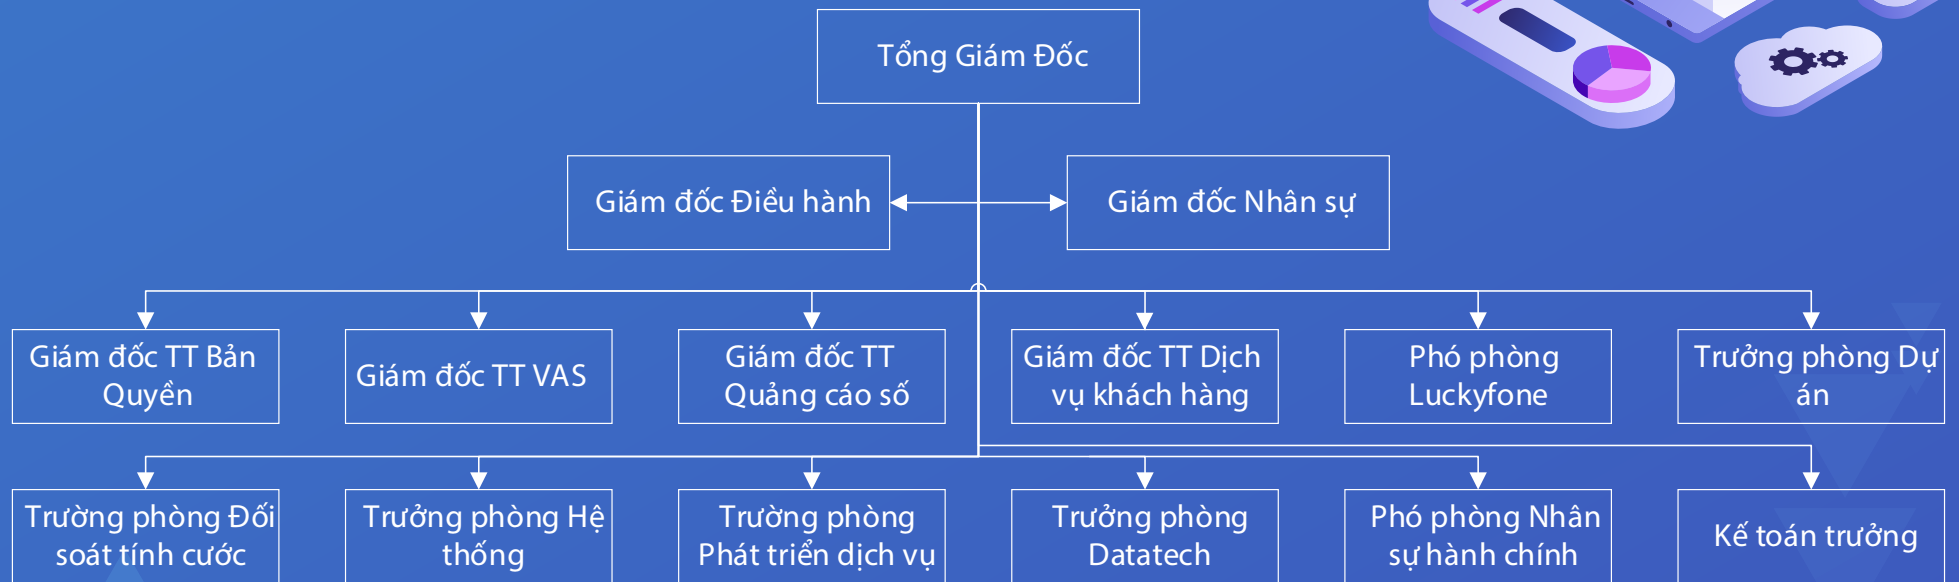 Tổng Giám Đốc
Giám đốc Điều hành
Giám đốc Nhân sự
Giám đốc TT Bản
Quyền
Giám đốc TT VAS
Giám đốc TT
Quảng cáo số
Giám đốc TT Dịch
vụ khách hàng
Phó phòng
Luckyfone
Trưởng phòng Dự
án
Trường phòng Đối
soát tính cước
Trưởng phòng Hệ
thống
Trường phòng
Phát triển dịch vụ
Trưởng phòng
Datatech
Phó phòng Nhân
sự hành chính
Kế toán trưởng